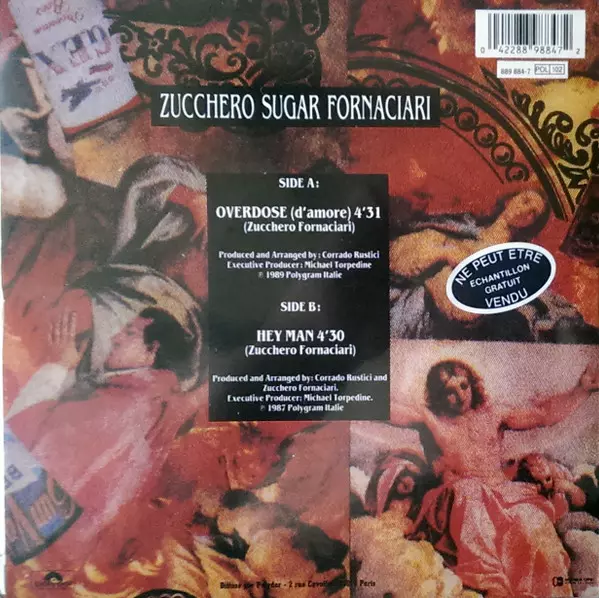 0 42288 98847 2
889 884-7 POL 102
ZUCCHERO SUGAR FORNACIARI
SIDE A:
OVERDOSE (d'amore) 4'31
(Zucchero Fornaciari)
Produced and Arranged by: Corrado Rustici
Executive Producer: Michael Torpedine
℗ 1989 Polygram Italie
NE PEUT ETRE
ECHANTILLON
GRATUIT
VENDU
SIDE B:
HEY MAN 4'30
(Zucchero Fornaciari)
Produced and Arranged by: Corrado Rustici and
Zucchero Fornaciari.
Executive Producer: Michael Torpedine.
℗ 1987 Polygram Italie
Polydor - 2 rue Paris